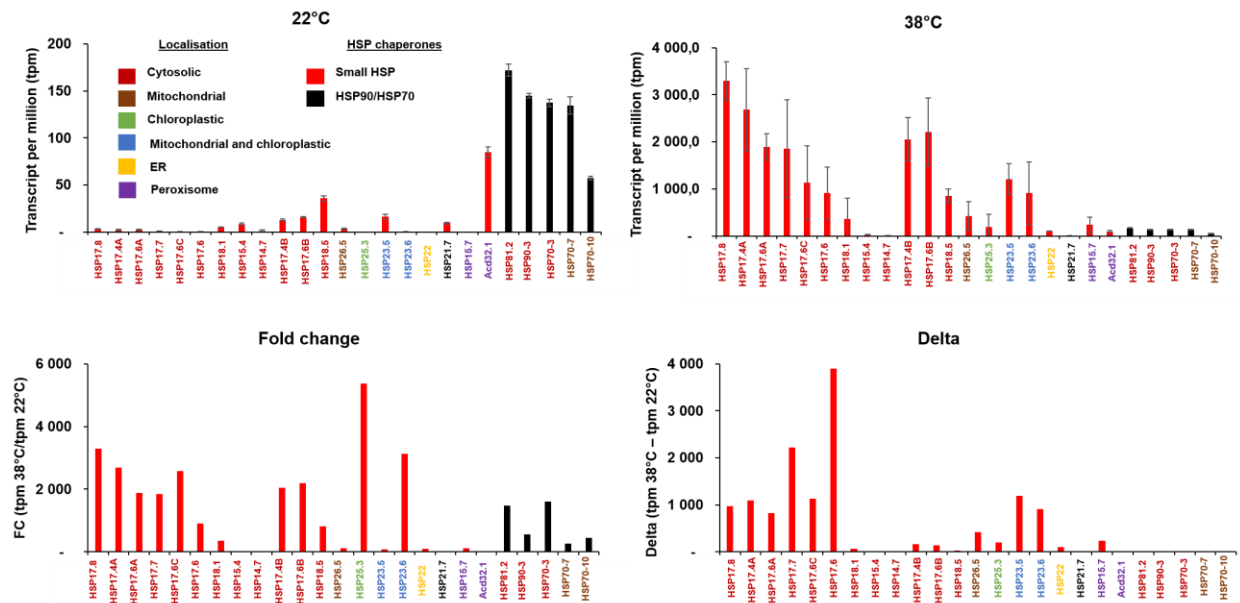 22°C
Transcript per million (tpm)
200
150
100
50
-
Localisation
Cytosolic
Mitochondrial
Chloroplastic
Mitochondrial and chloroplastic
ER
Peroxisome
HSP chaperones
Small HSP
HSP90/HSP70
HSP17.8
HSP17.4A
HSP17.6A
HSP17.7
HSP17.6C
HSP17.6
HSP18.1
HSP15.4
HSP14.7
HSP17.4B
HSP17.6B
HSP18.5
HSP26.5
HSP25.3
HSP23.5
HSP23.6
HSP22
HSP21.7
HSP15.7
Acd32.1
HSP81.2
HSP90-3
HSP70-3
HSP70-7
HSP70-10
38°C
Transcript per million (tpm)
4 000,0
3 000,0
2 000,0
1 000,0
-
HSP17.8
HSP17.4A
HSP17.6A
HSP17.7
HSP17.6C
HSP17.6
HSP18.1
HSP15.4
HSP14.7
HSP17.4B
HSP17.6B
HSP18.5
HSP26.5
HSP25.3
HSP23.5
HSP23.6
HSP22
HSP21.7
HSP15.7
Acd32.1
HSP81.2
HSP90-3
HSP70-3
HSP70-7
HSP70-10
Fold change
FC (tpm 38°C/tpm 22°C)
6 000
4 000
2 000
-
HSP17.8
HSP17.4A
HSP17.6A
HSP17.7
HSP17.6C
HSP17.6
HSP18.1
HSP15.4
HSP14.7
HSP17.4B
HSP17.6B
HSP18.5
HSP26.5
HSP25.3
HSP23.5
HSP23.6
HSP22
HSP21.7
HSP15.7
Acd32.1
HSP81.2
HSP90-3
HSP70-3
HSP70-7
HSP70-10
Delta
Delta (tpm 38°C – tpm 22°C)
4 000
3 000
2 000
1 000
-
HSP17.8
HSP17.4A
HSP17.6A
HSP17.7
HSP17.6C
HSP17.6
HSP18.1
HSP15.4
HSP14.7
HSP17.4B
HSP17.6B
HSP18.5
HSP26.5
HSP25.3
HSP23.5
HSP23.6
HSP22
HSP21.7
HSP15.7
Acd32.1
HSP81.2
HSP90-3
HSP70-3
HSP70-7
HSP70-10